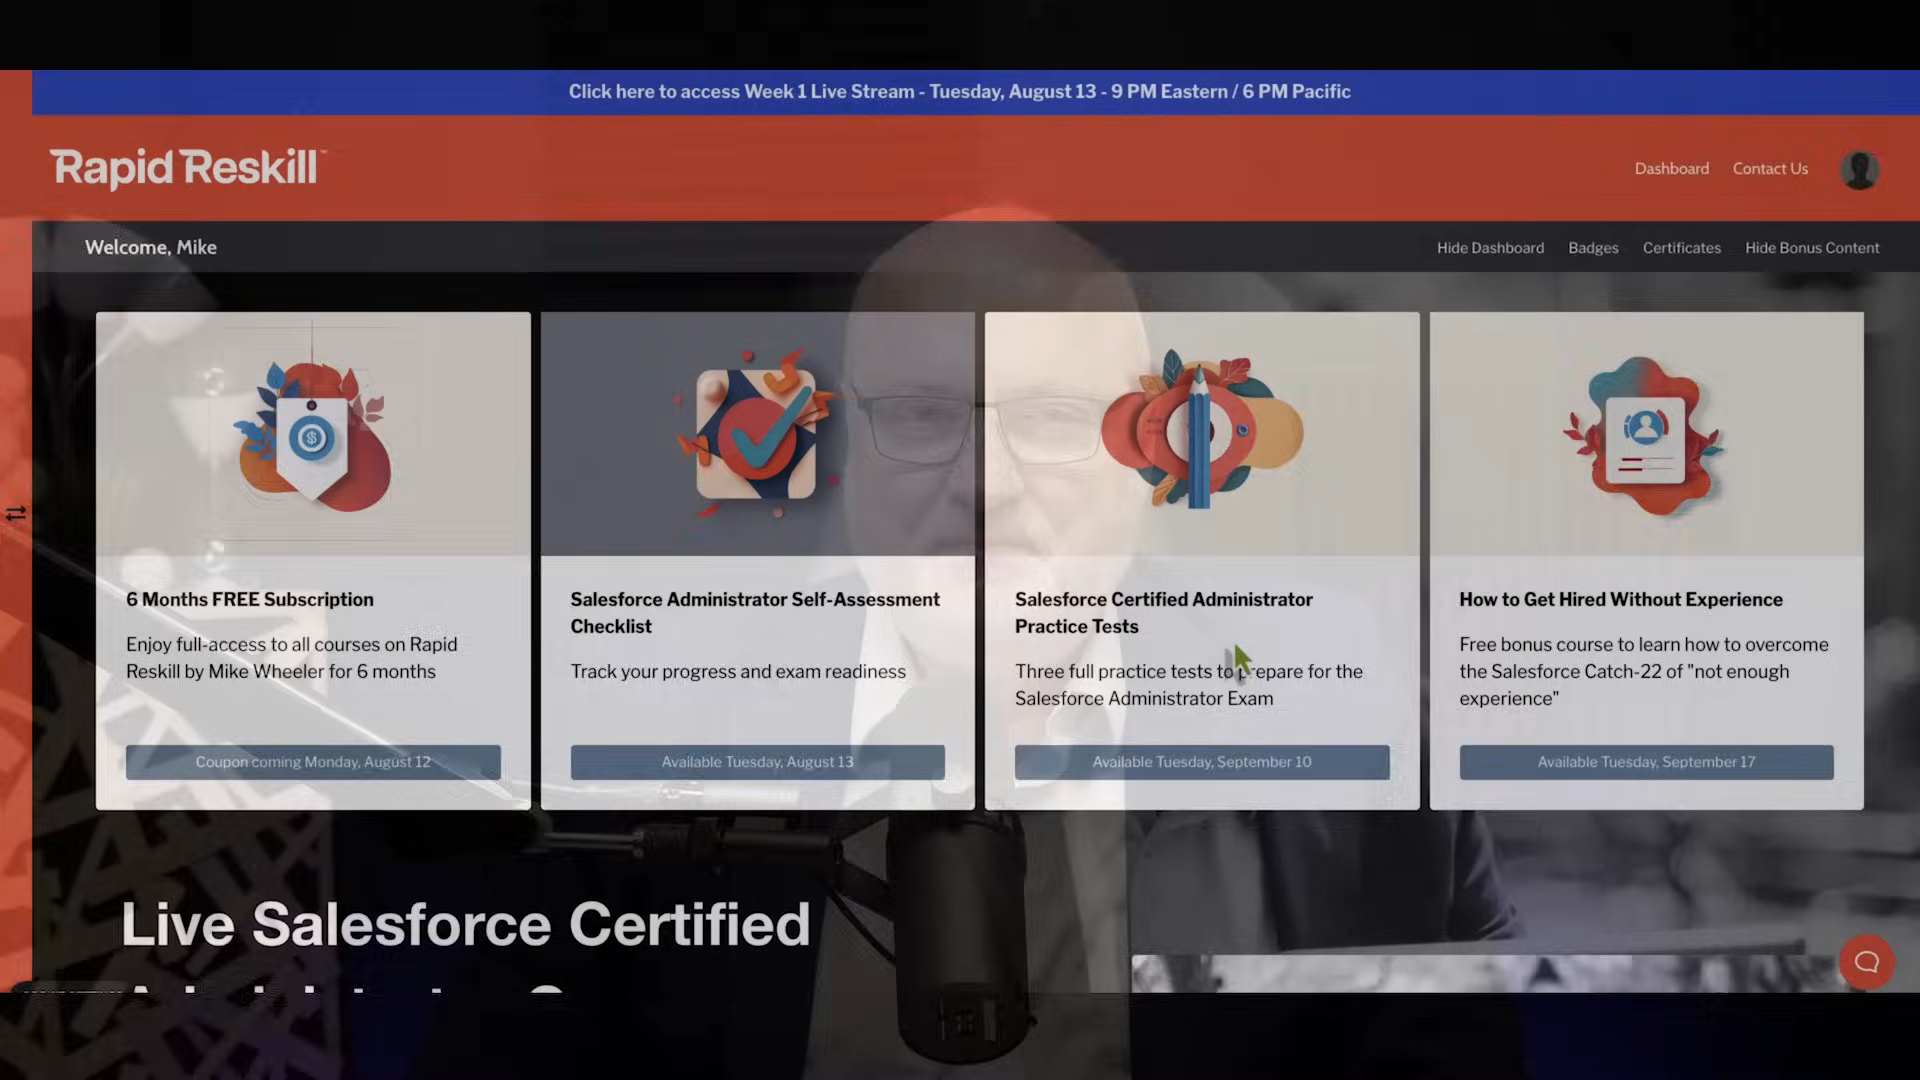 Click here to access Week 1 Live Stream - Tuesday, August 13 - 9 PM Eastern / 6 PM Pacific
Rapid Reskill
Dashboard
Contact Us
Welcome, Mike
Hide Dashboard
Badges
Certificates
Hide Bonus Content
6 Months FREE Subscription
Enjoy full-access to all courses on Rapid
Reskill by Mike Wheeler for 6 months
Coupon coming Monday, August 12
Salesforce Administrator Self-Assessment
Checklist
Track your progress and exam readiness
Available Tuesday, August 13
Salesforce Certified Administrator
Practice Tests
Three full practice tests to prepare for the
Salesforce Administrator Exam
Available Tuesday, September 10
How to Get Hired Without Experience
Free bonus course to learn how to overcome
the Salesforce Catch-22 of "not enough
experience"
Available Tuesday, September 17
Live Salesforce Certified